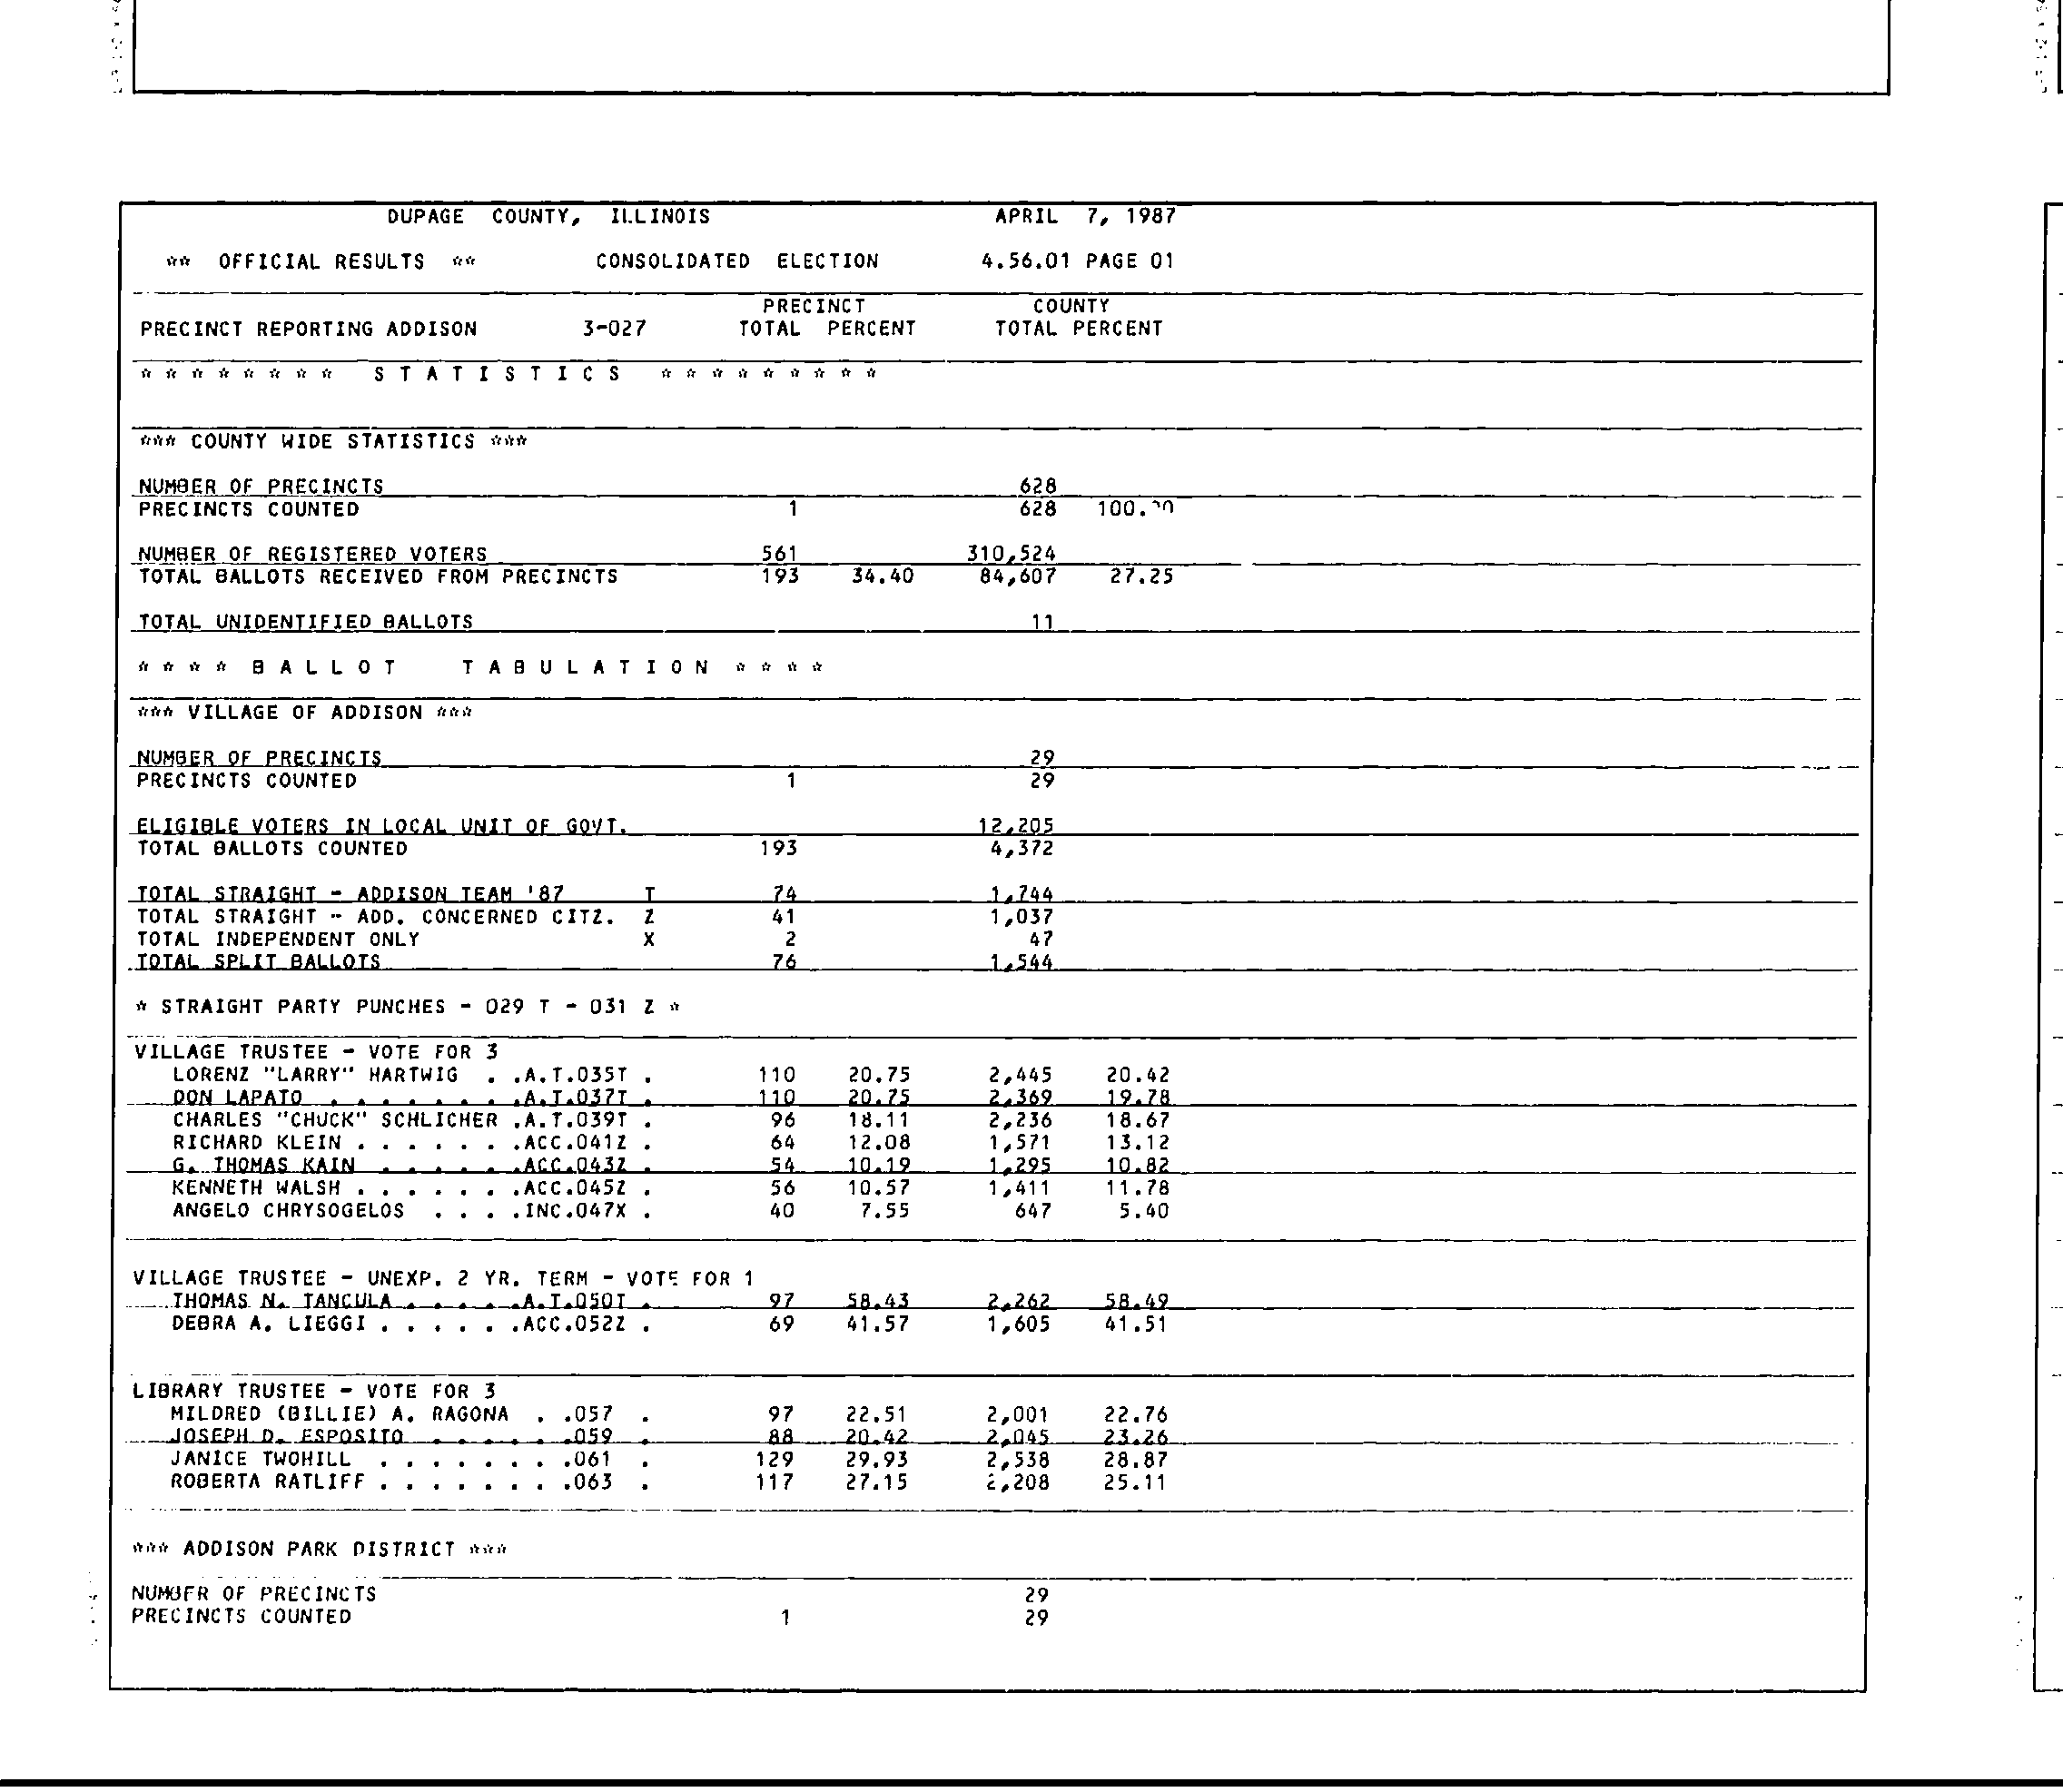 DUPAGE COUNTY, ILLINOIS APRIL 7, 1987
** OFFICIAL RESULTS ** CONSOLIDATED ELECTION 4.56.01 PAGE 01
PRECINCT COUNTY
PRECINCT REPORTING ADDISON 3-027 TOTAL PERCENT TOTAL PERCENT
* * * * * * * * S T A T I S T I C S * * * * * * * * *
*** COUNTY WIDE STATISTICS ***
NUMBER OF PRECINCTS 628
PRECINCTS COUNTED 1 628 100.00
NUMBER OF REGISTERED VOTERS 561 310,524
TOTAL BALLOTS RECEIVED FROM PRECINCTS 193 34.40 84,607 27.25
TOTAL UNIDENTIFIED BALLOTS 11
* * * * B A L L O T T A B U L A T I O N * * * *
*** VILLAGE OF ADDISON ***
NUMBER OF PRECINCTS 29
PRECINCTS COUNTED 1 29
ELIGIBLE VOTERS IN LOCAL UNIT OF GOVT. 12,205
TOTAL BALLOTS COUNTED 193 4,372
TOTAL STRAIGHT - ADDISON TEAM '87 T 74 1,744
TOTAL STRAIGHT - ADD. CONCERNED CITZ. Z 41 1,037
TOTAL INDEPENDENT ONLY X 2 47
TOTAL SPLIT BALLOTS 76 1,544
* STRAIGHT PARTY PUNCHES - 029 T - 031 Z *
VILLAGE TRUSTEE - VOTE FOR 3
LORENZ "LARRY" HARTWIG . .A.T.035T . 110 20.75 2,445 20.42
DON LAPATO . . . . . . . .A.T.037T . 110 20.75 2,369 19.78
CHARLES "CHUCK" SCHLICHER .A.T.039T . 96 18.11 2,236 18.67
RICHARD KLEIN . . . . . . .ACC.041Z . 64 12.08 1,571 13.12
G. THOMAS KAIN . . . . . .ACC.043Z . 54 10.19 1,295 10.82
KENNETH WALSH . . . . . . .ACC.045Z . 56 10.57 1,411 11.78
ANGELO CHRYSOGELOS . . . .INC.047X . 40 7.55 647 5.40
VILLAGE TRUSTEE - UNEXP. 2 YR. TERM - VOTE FOR 1
THOMAS N. TANCULA . . . . .A.T.050T . 97 58.43 2,262 58.49
DEBRA A. LIEGGI . . . . . .ACC.052Z . 69 41.57 1,605 41.51
LIBRARY TRUSTEE - VOTE FOR 3
MILDRED (BILLIE) A. RAGONA . .057 . 97 22.51 2,001 22.76
JOSEPH D. ESPOSITO . . . . . .059 . 88 20.42 2,045 23.26
JANICE TWOHILL . . . . . . . .061 . 129 29.93 2,538 28.87
ROBERTA RATLIFF . . . . . . . .063 . 117 27.15 2,208 25.11
*** ADDISON PARK DISTRICT ***
NUMBER OF PRECINCTS 29
PRECINCTS COUNTED 1 29